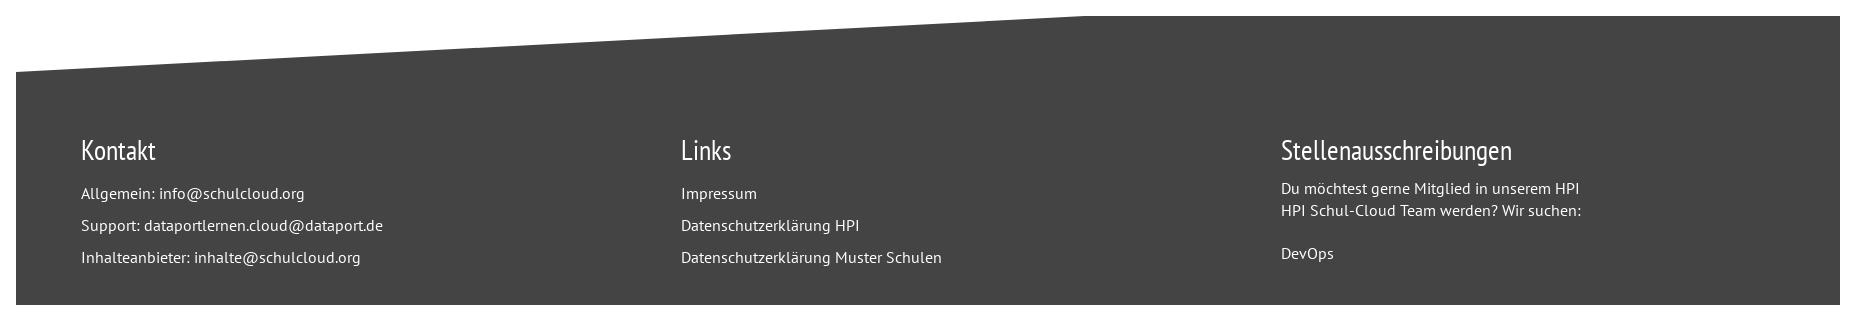 Kontakt
Allgemein: info@schulcloud.org
Support: dataportlernen.cloud@dataport.de
Inhalteanbieter: inhalte@schulcloud.org
Links
Impressum
Datenschutzerklärung HPI
Datenschutzerklärung Muster Schulen
Stellenausschreibungen
Du möchtest gerne Mitglied in unserem HPI
HPI Schul-Cloud Team werden? Wir suchen:
DevOps